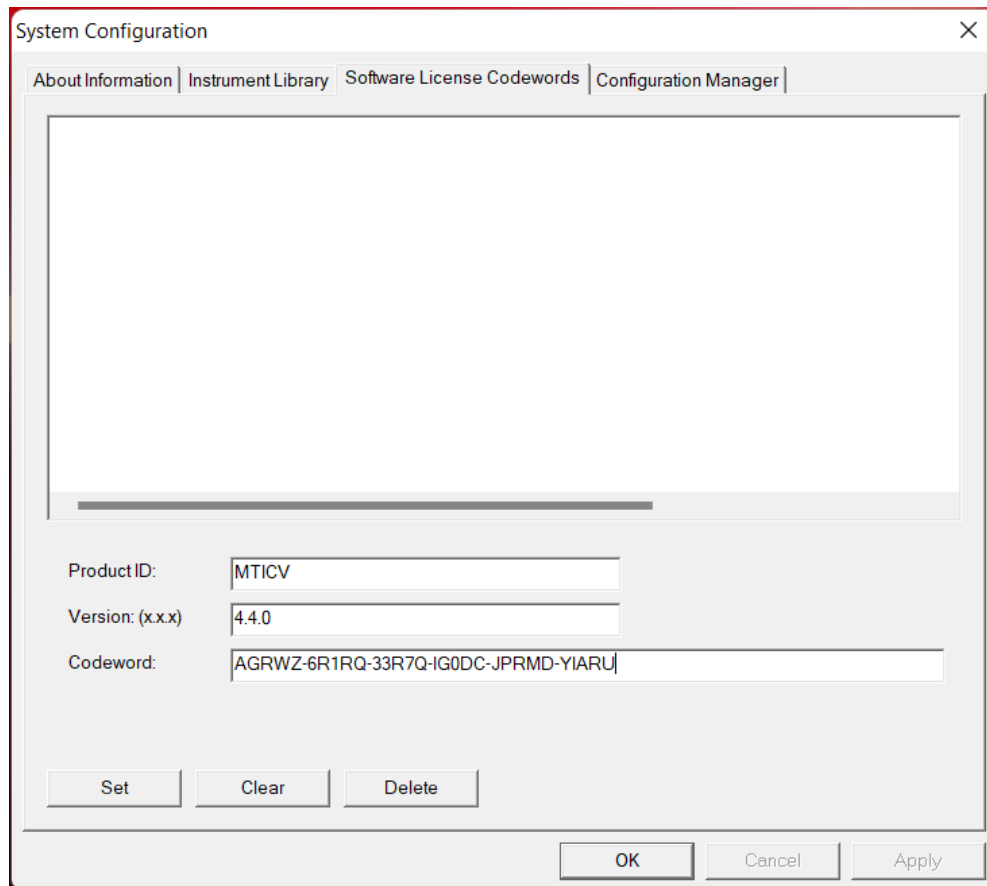 System Configuration
About Information Instrument Library Software License Codewords Configuration Manager
Product ID: MTICV
Version: (x.x.x) 4.4.0
Codeword: AGRWZ-6R1RQ-33R7Q-IG0DC-JPRMD-YIARU
Set Clear Delete
OK Cancel Apply